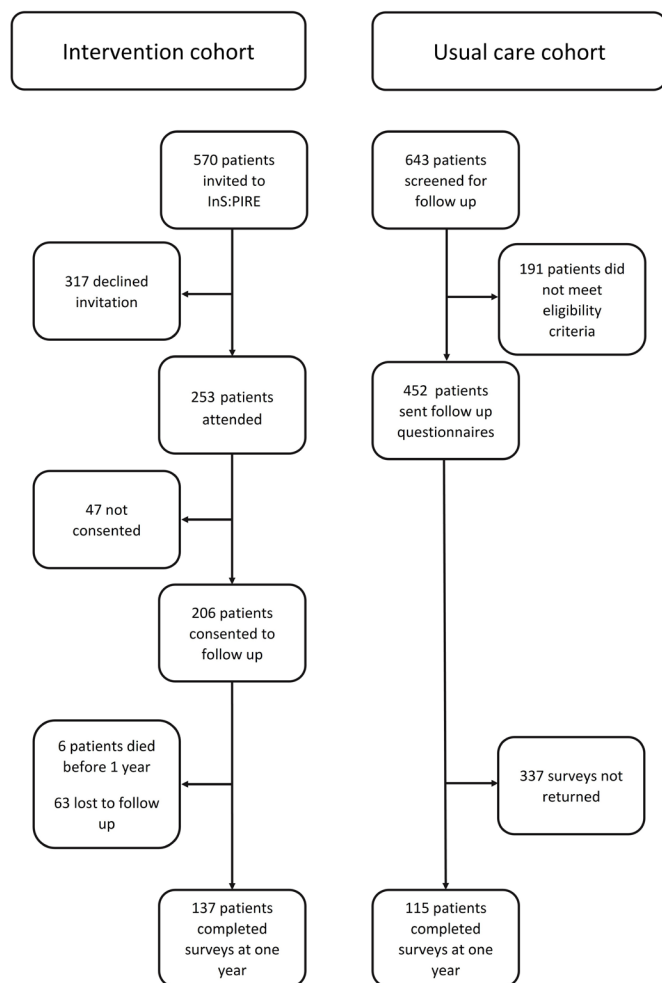 Intervention cohort
Usual care cohort
570 patients
invited to
InS:PIRE
643 patients
screened for
follow up
317 declined
invitation
191 patients did
not meet
eligibility
criteria
253 patients
attended
452 patients
sent follow up
questionnaires
47 not
consented
206 patients
consented to
follow up
6 patients died
before 1 year
63 lost to follow
up
337 surveys not
returned
137 patients
completed
surveys at one
year
115 patients
completed
surveys at one
year